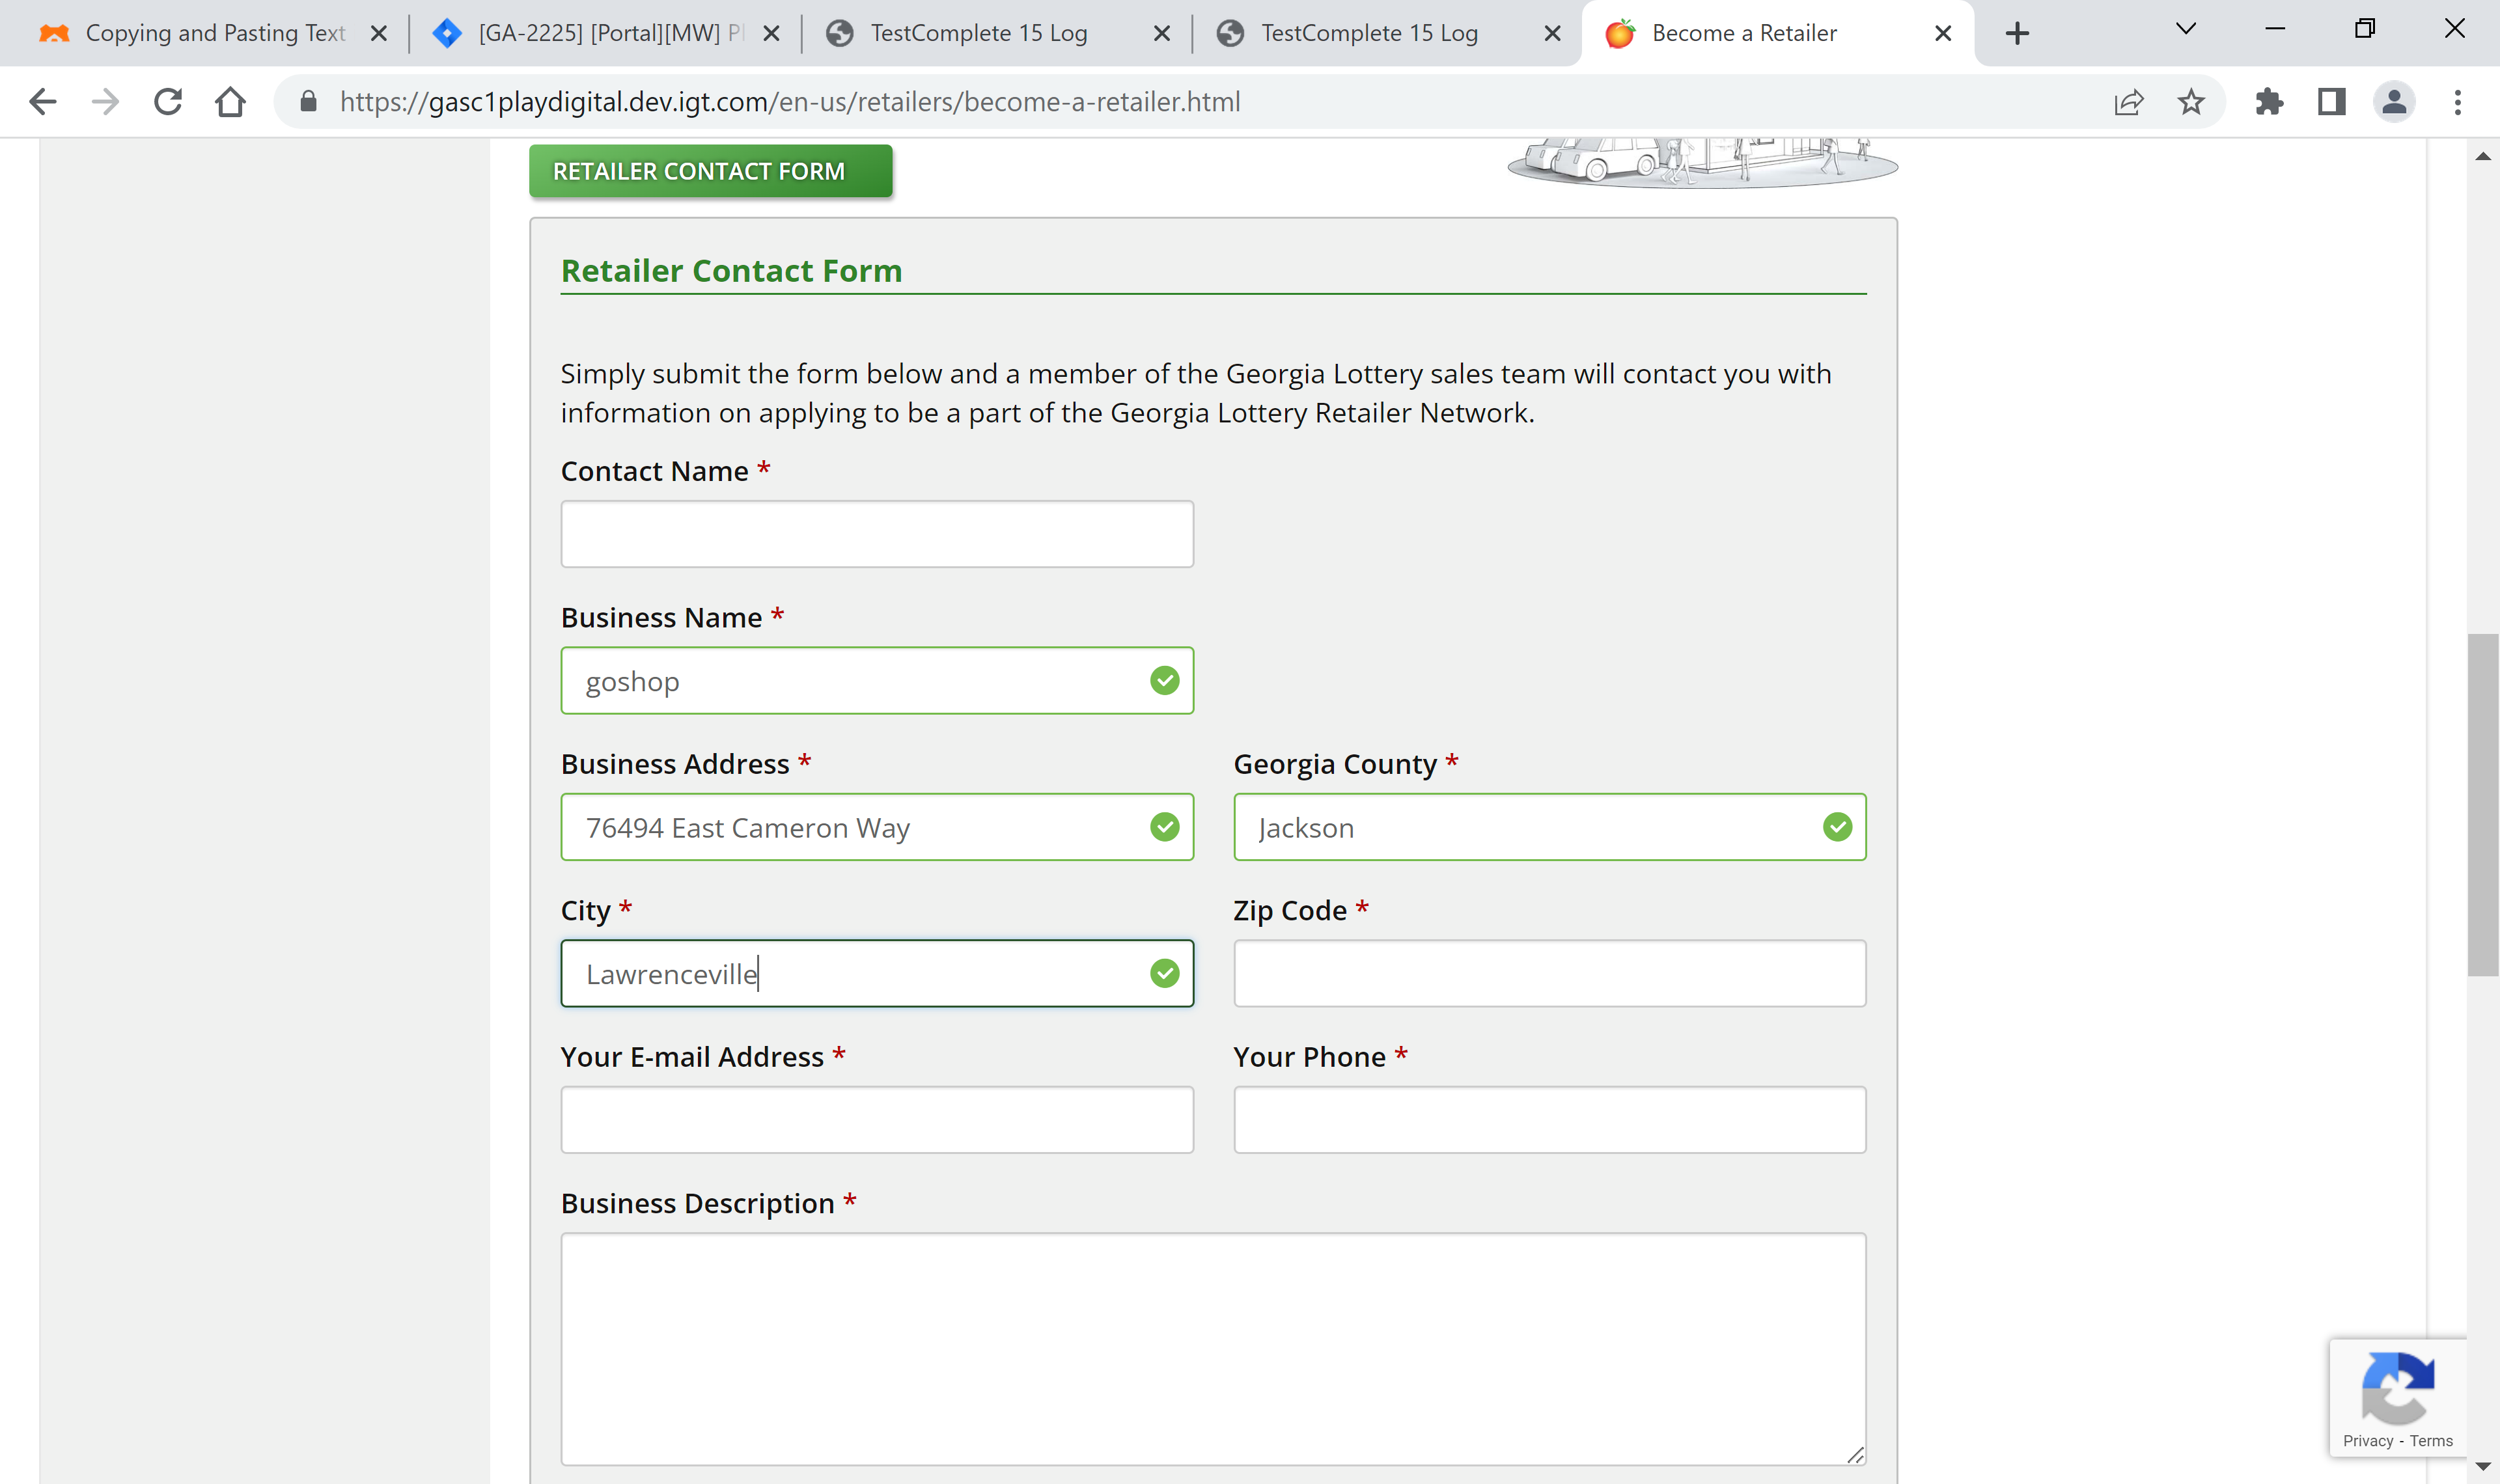 Copying and Pasting Text
[GA-2225] [Portal][MW] Pl
TestComplete 15 Log
TestComplete 15 Log
Become a Retailer
https://gasc1playdigital.dev.igt.com/en-us/retailers/become-a-retailer.html
RETAILER CONTACT FORM
Retailer Contact Form
Simply submit the form below and a member of the Georgia Lottery sales team will contact you with
information on applying to be a part of the Georgia Lottery Retailer Network.
Contact Name *
Business Name *
goshop
Business Address *
Georgia County *
76494 East Cameron Way
Jackson
City *
Zip Code *
Lawrenceville
Your E-mail Address *
Your Phone *
Business Description *
Privacy - Terms